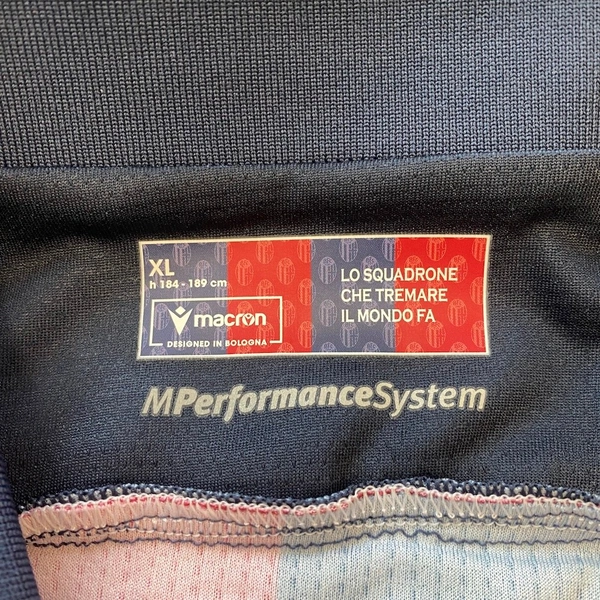 XL
h 184 - 189 cm
macron
DESIGNED IN BOLOGNA
LO SQUADRONE
CHE TREMARE
IL MONDO FA
MPerformanceSystem